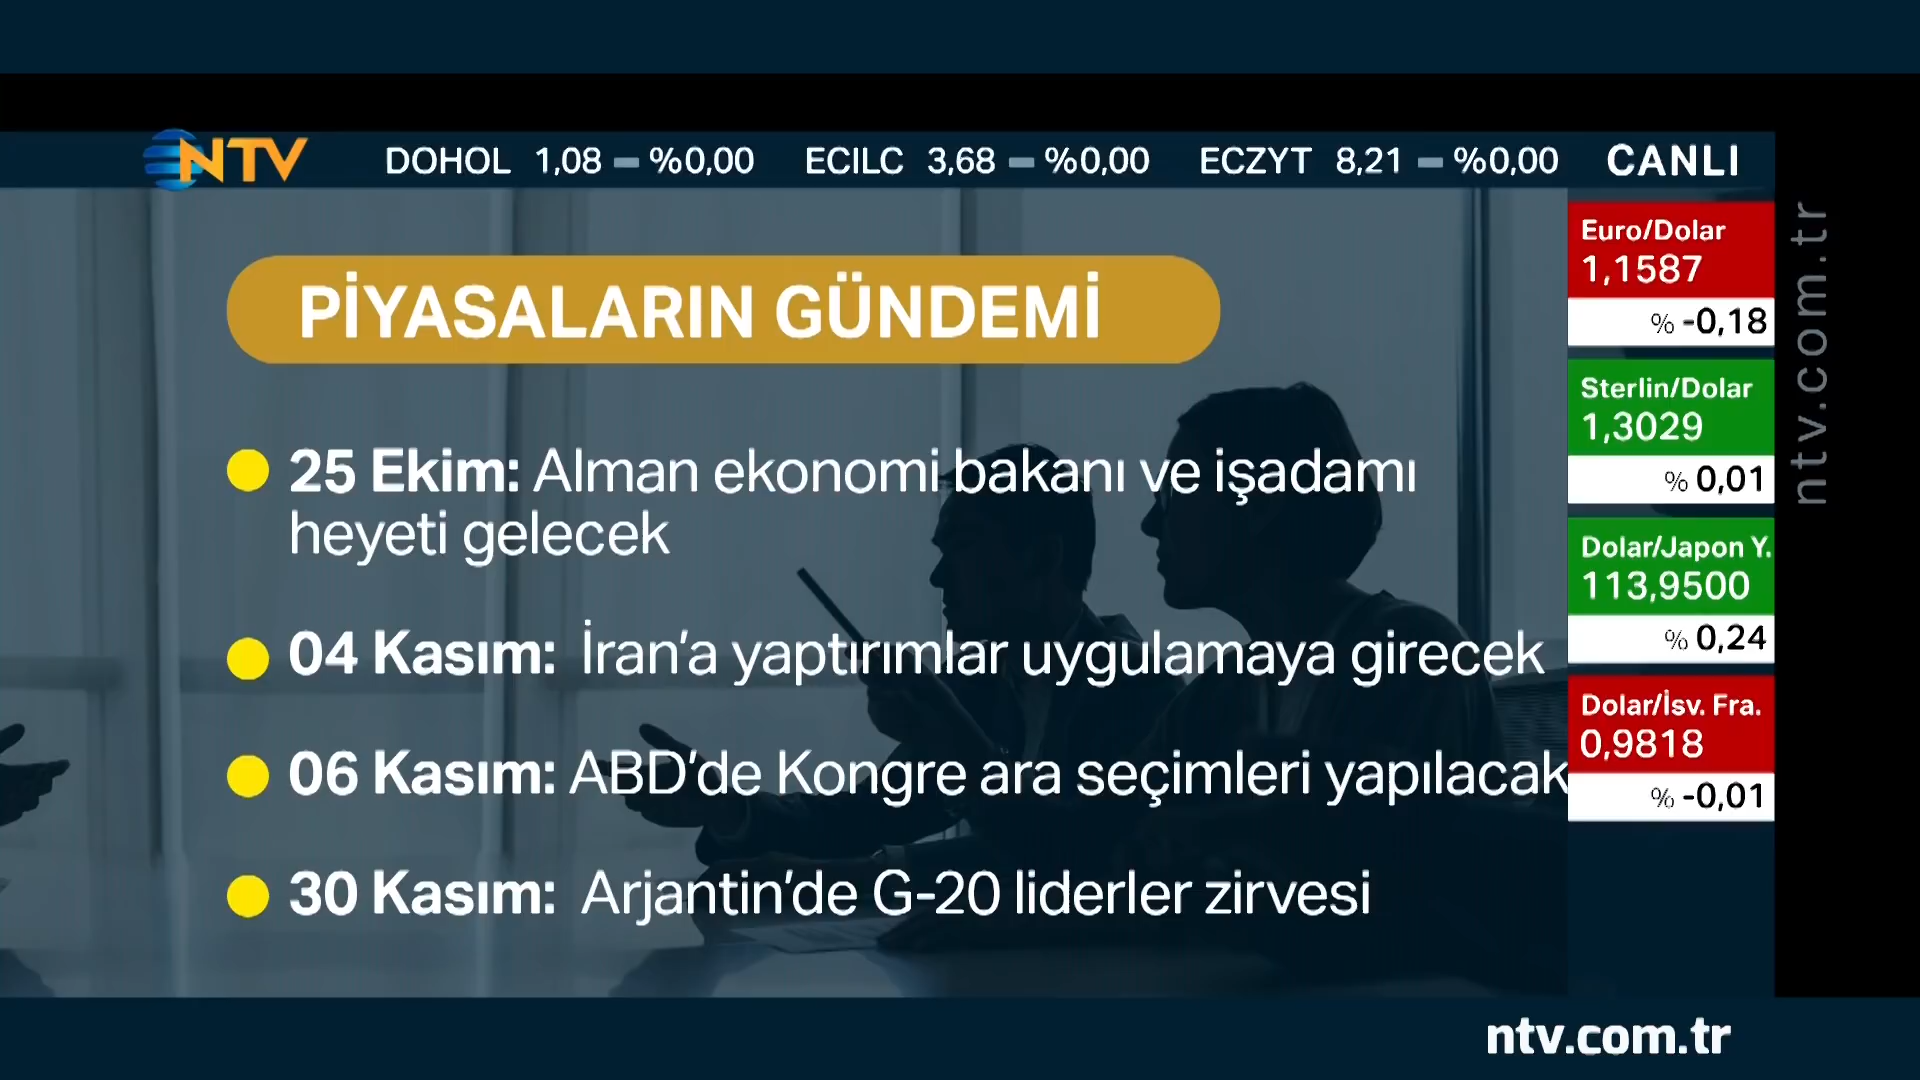 NTV DOHOL 1,08 %0,00 ECILC 3,68 %0,00 ECZYT 8,21 %0,00 CANLI
PİYASALARIN GÜNDEMİ
25 Ekim: Alman ekonomi bakanı ve işadamı
heyeti gelecek
04 Kasım: İran’a yaptırımlar uygulamaya girecek
06 Kasım: ABD’de Kongre ara seçimleri yapılacak
30 Kasım: Arjantin’de G-20 liderler zirvesi
Euro/Dolar
1,1587
% -0,18
Sterlin/Dolar
1,3029
% 0,01
Dolar/Japon Y.
113,9500
% 0,24
Dolar/İsv. Fra.
0,9818
% -0,01
ntv.com.tr
ntv.com.tr